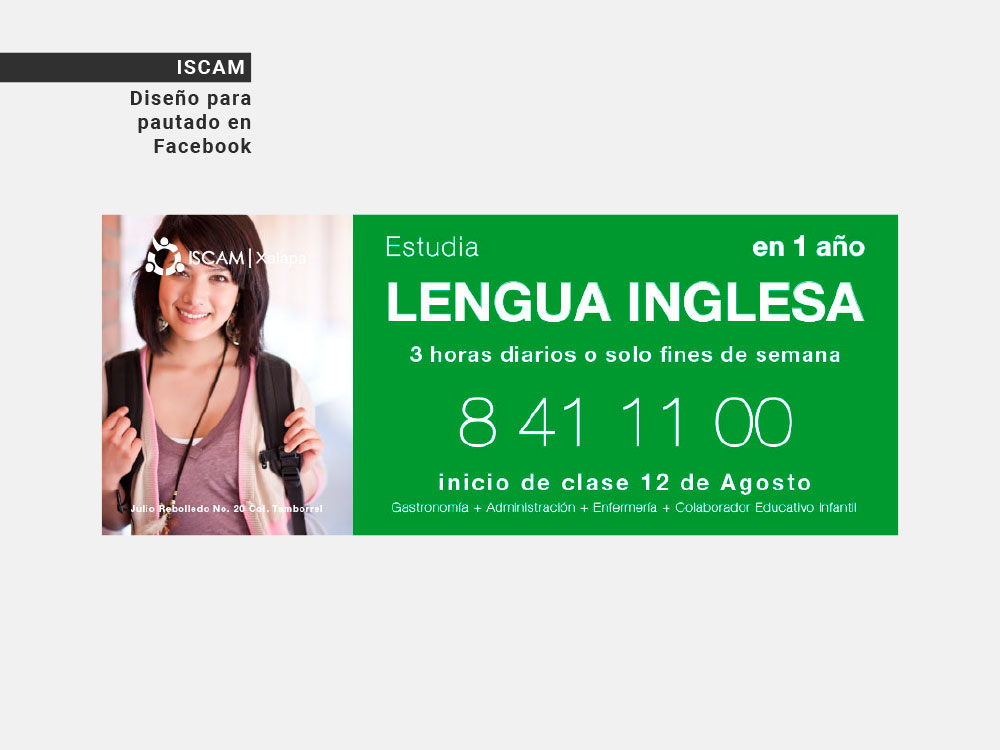 ISCAM
Diseño para
pautado en
Facebook
ISCAM | Xalapa
Julio Rebolledo No. 20 Col. Tamborrel
Estudia
en 1 año
LENGUA INGLESA
3 horas diarios o solo fines de semana
8 41 11 00
inicio de clase 12 de Agosto
Gastronomía + Administración + Enfermería + Colaborador Educativo Infantil